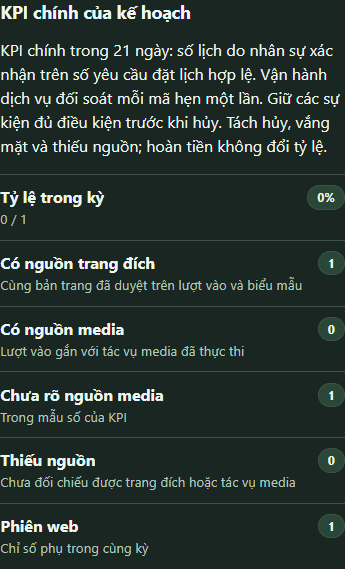 KPI chính của kế hoạch
KPI chính trong 21 ngày: số lịch do nhân sự xác
nhận trên số yêu cầu đặt lịch hợp lệ. Vận hành
dịch vụ đối soát mỗi mã hẹn một lần. Giữ các sự
kiện đủ điều kiện trước khi hủy. Tách hủy, vắng
mặt và thiếu nguồn; hoàn tiền không đổi tỷ lệ.
Tỷ lệ trong kỳ 0%
0 / 1
Có nguồn trang đích 1
Cùng bản trang đã duyệt trên lượt vào và biểu mẫu
Có nguồn media 0
Lượt vào gắn với tác vụ media đã thực thi
Chưa rõ nguồn media 1
Trong mẫu số của KPI
Thiếu nguồn 0
Chưa đối chiếu được trang đích hoặc tác vụ media
Phiên web 1
Chỉ số phụ trong cùng kỳ